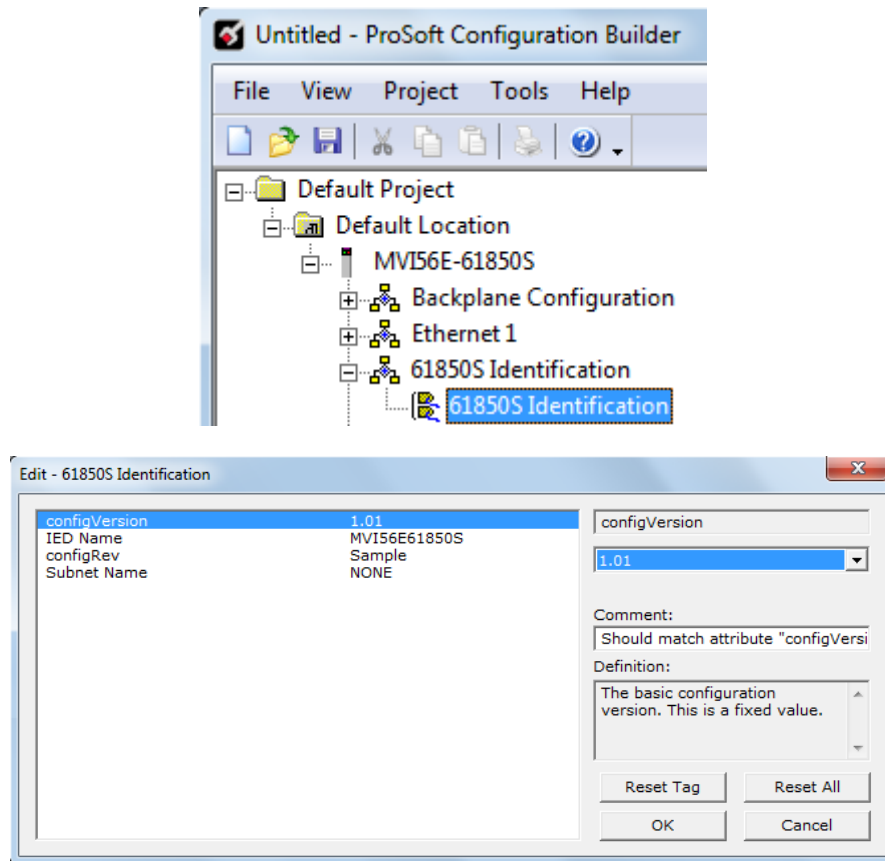 Untitled - ProSoft Configuration Builder
File View Project Tools Help
Default Project
Default Location
MVI56E-61850S
Backplane Configuration
Ethernet 1
61850S Identification
61850S Identification
Edit - 61850S Identification
configVersion 1.01
IED Name MVI56E61850S
configRev Sample
Subnet Name NONE
configVersion
1.01
Comment:
Should match attribute "configVersi
Definition:
The basic configuration
version. This is a fixed value.
Reset Tag Reset All
OK Cancel